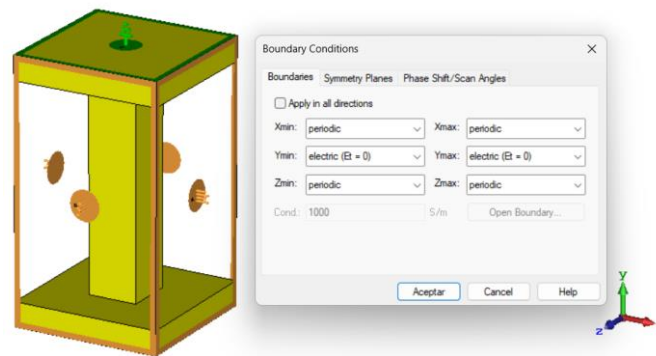 Boundary Conditions
Boundaries Symmetry Planes Phase Shift/Scan Angles
Apply in all directions
Xmin: periodic Xmax: periodic
Ymin: electric (Et = 0) Ymax: electric (Et = 0)
Zmin: periodic Zmax: periodic
Cond.: 1000 S/m Open Boundary...
Aceptar Cancel Help
y
z